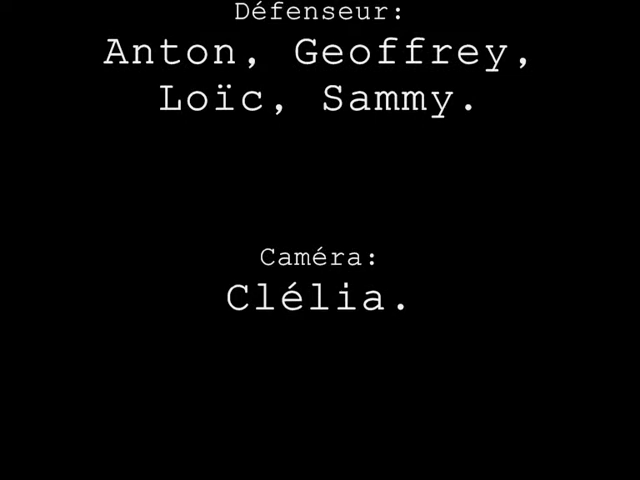 Défenseur:
Anton, Geoffrey,
Loïc, Sammy.
Caméra:
Clélia.